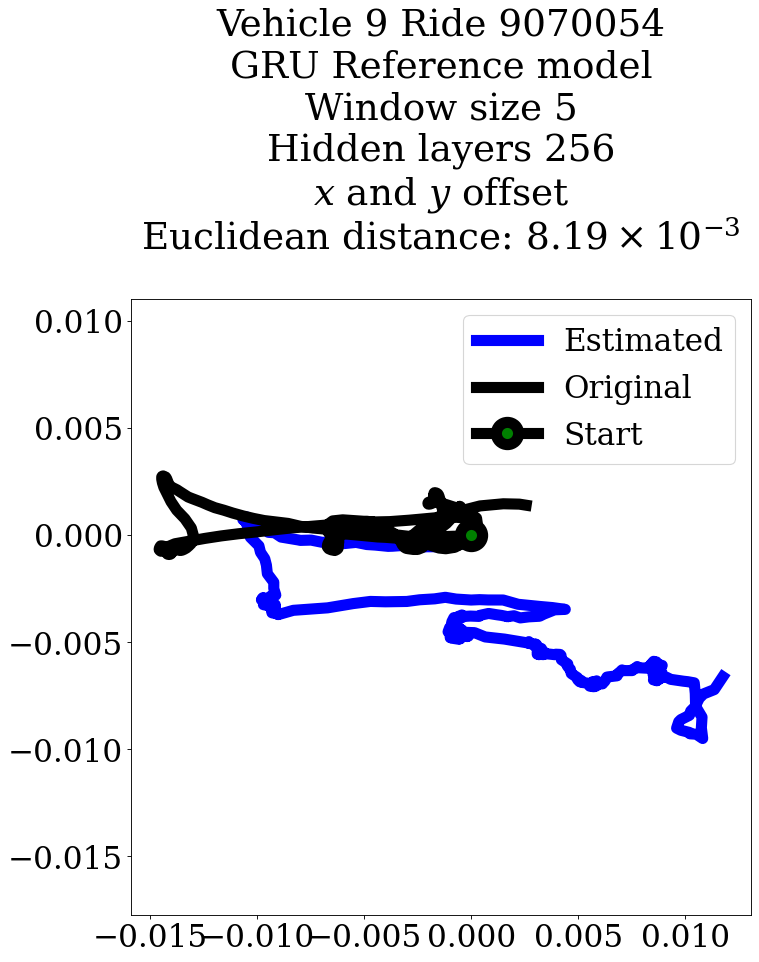 Vehicle 9 Ride 9070054
GRU Reference model
Window size 5
Hidden layers 256
x and y offset
Euclidean distance: 8.19 × 10⁻³
Estimated
Original
Start
0.010
0.005
0.000
−0.005
−0.010
−0.015
−0.015 −0.010 −0.005 0.000 0.005 0.010